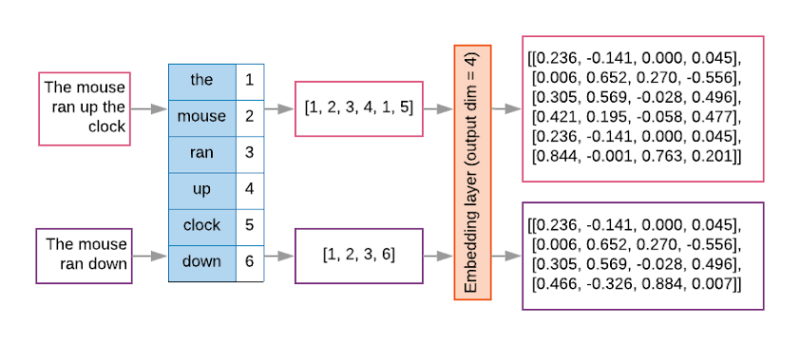 The mouse
ran up the
clock
the 1
mouse 2
ran 3
up 4
clock 5
down 6
[1, 2, 3, 4, 1, 5]
Embedding layer (output dim = 4)
[[0.236, -0.141, 0.000, 0.045],
[0.006, 0.652, 0.270, -0.556],
[0.305, 0.569, -0.028, 0.496],
[0.421, 0.195, -0.058, 0.477],
[0.236, -0.141, 0.000, 0.045],
[0.844, -0.001, 0.763, 0.201]]
The mouse
ran down
[1, 2, 3, 6]
[[0.236, -0.141, 0.000, 0.045],
[0.006, 0.652, 0.270, -0.556],
[0.305, 0.569, -0.028, 0.496],
[0.466, -0.326, 0.884, 0.007]]